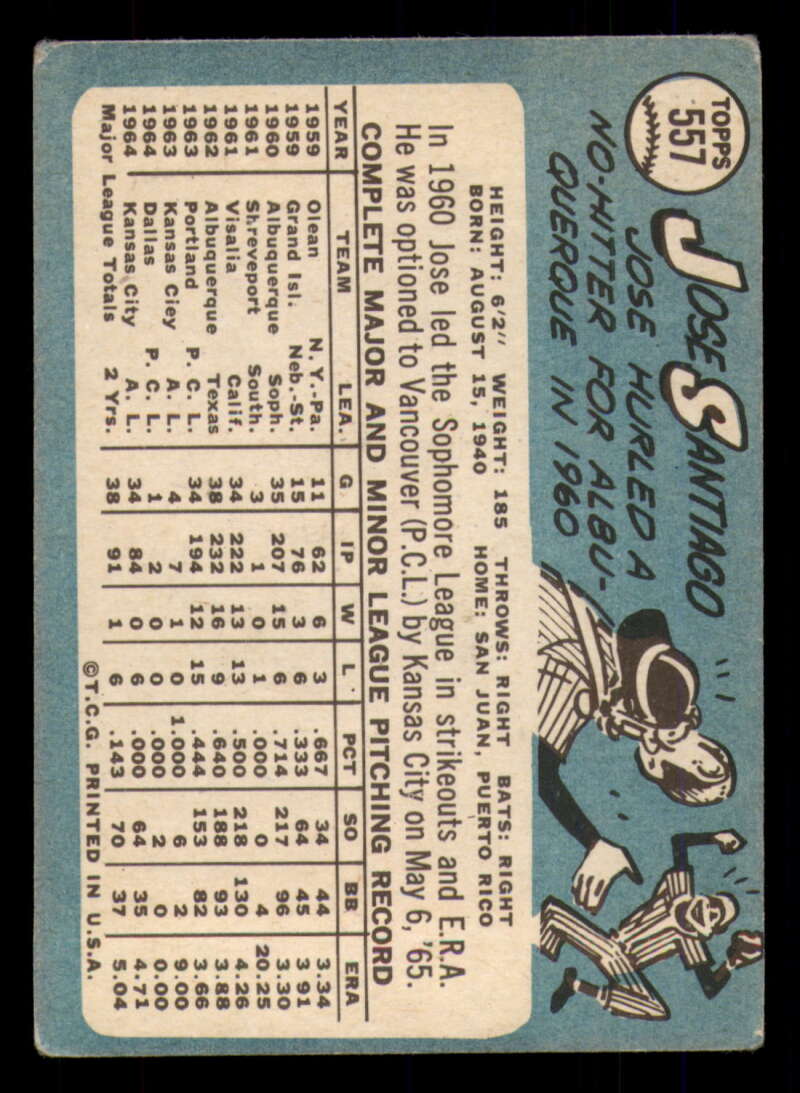 TOPPS
557
JOSE SANTIAGO
JOSE HURLED A
NO-HITTER FOR ALBU-
QUERQUE IN 1960
HEIGHT: 6'2" WEIGHT: 185 THROWS: RIGHT BATS: RIGHT
BORN: AUGUST 15, 1940 HOME: SAN JUAN, PUERTO RICO
In 1960 Jose led the Sophomore League in strikeouts and E.R.A.
He was optioned to Vancouver (P.C.L.) by Kansas City on May 6, '65.
COMPLETE MAJOR AND MINOR LEAGUE PITCHING RECORD
YEAR TEAM LEA. G IP W L PCT SO BB ERA
1959 Olean N.Y.-Pa. 11 62 6 3 .667 34 44 3.34
1959 Grand Isl. Neb.-St. 15 76 3 6 .333 64 45 3.91
1960 Albuquerque Soph. 35 207 15 6 .714 217 96 3.30
1961 Shreveport South. 3 1 0 1 .000 0 4 20.25
1961 Visalia Calif. 34 222 13 13 .500 218 130 4.26
1962 Albuquerque Texas 38 232 16 9 .640 188 93 3.88
1963 Portland P.C.L. 34 194 12 15 .444 153 82 3.66
1963 Kansas Ciey A.L. 4 7 1 0 1.000 6 2 9.00
1964 Dallas P.C.L. 1 2 0 0 .000 2 0 0.00
1964 Kansas City A.L. 34 84 0 6 .000 64 35 4.71
Major League Totals 2 Yrs. 38 91 1 6 .143 70 37 5.04
©T.C.G. PRINTED IN U.S.A.